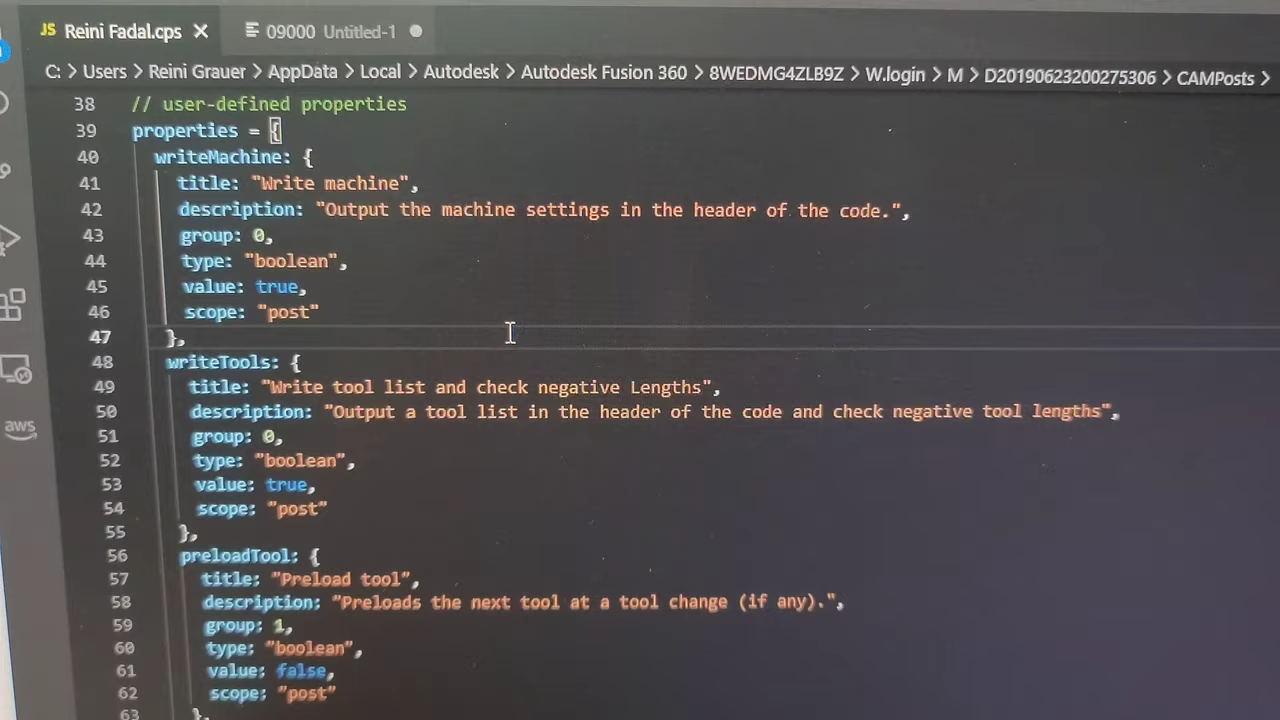 JS Reini Fadal.cps
O9000 Untitled-1
C: > Users > Reini Grauer > AppData > Local > Autodesk > Autodesk Fusion 360 > 8WEDMG4ZLB9Z > W.login > M > D20190623200275306 > CAMPosts >
38 // user-defined properties
39 properties = {
40 writeMachine: {
41 title: "Write machine",
42 description: "Output the machine settings in the header of the code.",
43 group: 0,
44 type: "boolean",
45 value: true,
46 scope: "post"
47 },
48 writeTools: {
49 title: "Write tool list and check negative Lengths",
50 description: "Output a tool list in the header of the code and check negative tool lengths",
51 group: 0,
52 type: "boolean",
53 value: true,
54 scope: "post"
55 },
56 preloadTool: {
57 title: "Preload tool",
58 description: "Preloads the next tool at a tool change (if any).",
59 group: 1,
60 type: "boolean",
61 value: false,
62 scope: "post"
63 },
aws